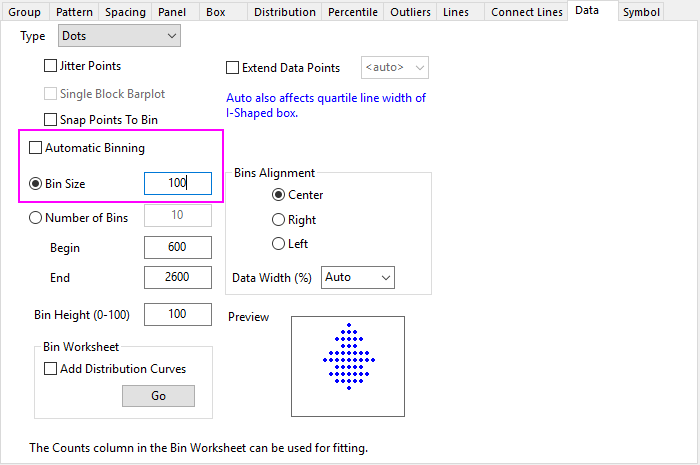 Group Pattern Spacing Panel Box Distribution Percentile Outliers Lines Connect Lines Data Symbol
Type Dots
Jitter Points
Extend Data Points <auto>
Single Block Barplot
Auto also affects quartile line width of
I-Shaped box.
Snap Points To Bin
Automatic Binning
Bin Size 100
Number of Bins 10
Begin 600
End 2600
Bins Alignment
Center
Right
Left
Data Width (%) Auto
Bin Height (0-100) 100
Preview
Bin Worksheet
Add Distribution Curves
Go
The Counts column in the Bin Worksheet can be used for fitting.